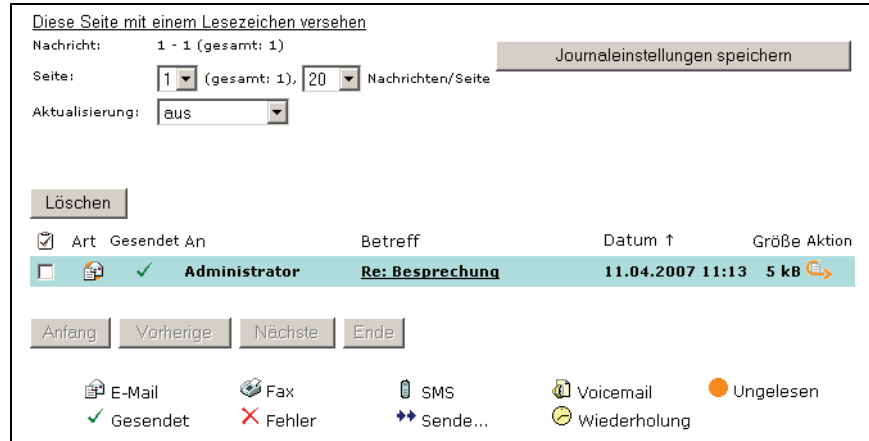 Diese Seite mit einem Lesezeichen versehen
Nachricht: 1 - 1 (gesamt: 1)
Journaleinstellungen speichern
Seite: 1 (gesamt: 1), 20 Nachrichten/Seite
Aktualisierung: aus
Löschen
Art Gesendet An Betreff Datum ↑ Größe Aktion
Administrator Re: Besprechung 11.04.2007 11:13 5 kB
Anfang Vorherige Nächste Ende
E-Mail Fax SMS Voicemail Ungelesen
Gesendet Fehler Sende... Wiederholung